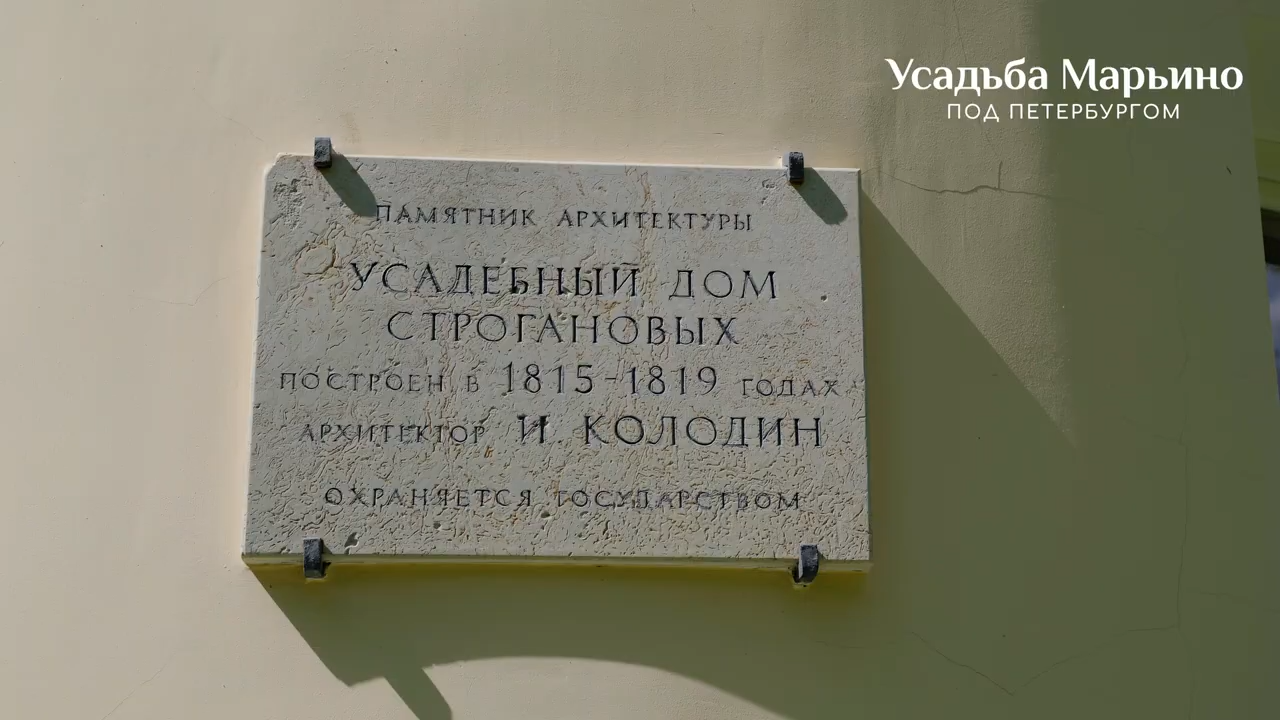 Усадьба Марьино
ПОД ПЕТЕРБУРГОМ
ПАМЯТНИК АРХИТЕКТУРЫ
УСАДЕБНЫЙ ДОМ
СТРОГАНОВЫХ
ПОСТРОЕН В 1815-1819 ГОДАХ
АРХИТЕКТОР И. КОЛОДИН
ОХРАНЯЕТСЯ ГОСУДАРСТВОМ